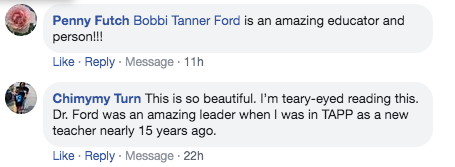 Penny Futch Bobbi Tanner Ford is an amazing educator and
person!!!
Like · Reply · Message · 11h
Chimymy Turn This is so beautiful. I'm teary-eyed reading this.
Dr. Ford was an amazing leader when I was in TAPP as a new
teacher nearly 15 years ago.
Like · Reply · Message · 22h